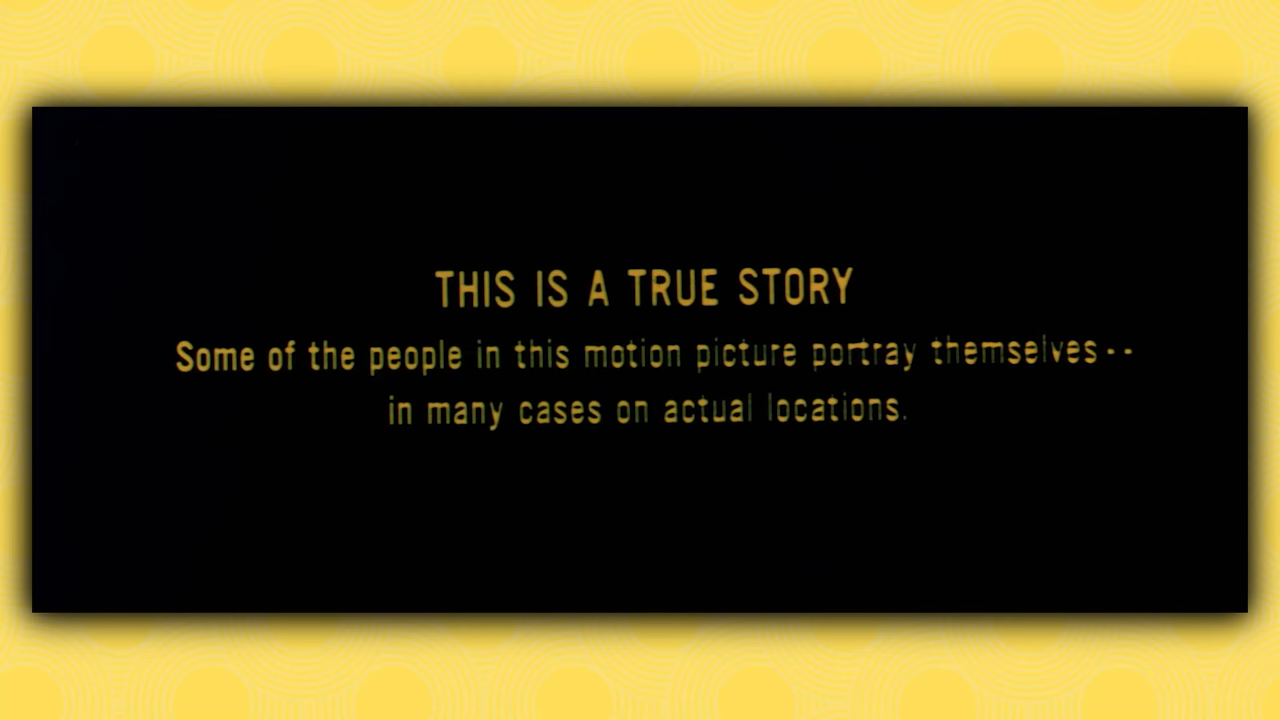 THIS IS A TRUE STORY
Some of the people in this motion picture portray themselves--
in many cases on actual locations.